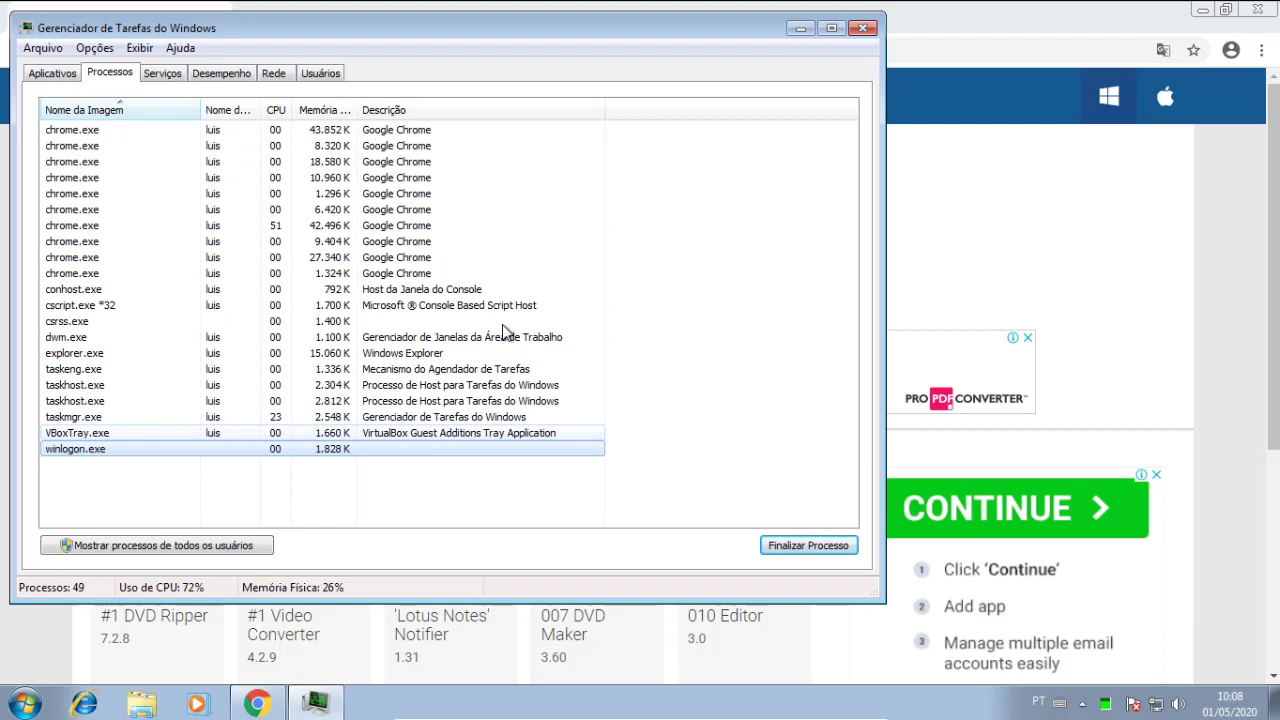 Gerenciador de Tarefas do Windows
Arquivo Opções Exibir Ajuda
Aplicativos Processos Serviços Desempenho Rede Usuários
Nome da Imagem Nome d... CPU Memória ... Descrição
chrome.exe luis 00 43.852 K Google Chrome
chrome.exe luis 00 8.320 K Google Chrome
chrome.exe luis 00 18.580 K Google Chrome
chrome.exe luis 00 10.960 K Google Chrome
chrome.exe luis 00 1.296 K Google Chrome
chrome.exe luis 00 6.420 K Google Chrome
chrome.exe luis 51 42.496 K Google Chrome
chrome.exe luis 00 9.404 K Google Chrome
chrome.exe luis 00 27.340 K Google Chrome
chrome.exe luis 00 1.324 K Google Chrome
conhost.exe luis 00 792 K Host da Janela do Console
cscript.exe *32 luis 00 1.700 K Microsoft ® Console Based Script Host
csrss.exe 00 1.400 K
dwm.exe luis 00 1.100 K Gerenciador de Janelas da Área de Trabalho
explorer.exe luis 00 15.060 K Windows Explorer
taskeng.exe luis 00 1.336 K Mecanismo do Agendador de Tarefas
taskhost.exe luis 00 2.304 K Processo de Host para Tarefas do Windows
taskhost.exe luis 00 2.812 K Processo de Host para Tarefas do Windows
taskmgr.exe luis 23 2.548 K Gerenciador de Tarefas do Windows
VBoxTray.exe luis 00 1.660 K VirtualBox Guest Additions Tray Application
winlogon.exe 00 1.828 K
Mostrar processos de todos os usuários Finalizar Processo
Processos: 49 Uso de CPU: 72% Memória Física: 26%
PRO PDF CONVERTER™
CONTINUE
1 Click ‘Continue’
2 Add app
3 Manage multiple email
accounts easily
#1 DVD Ripper
7.2.8
#1 Video
Converter
4.2.9
'Lotus Notes'
Notifier
1.31
007 DVD
Maker
3.60
010 Editor
3.0
PT
10:08
01/05/2020